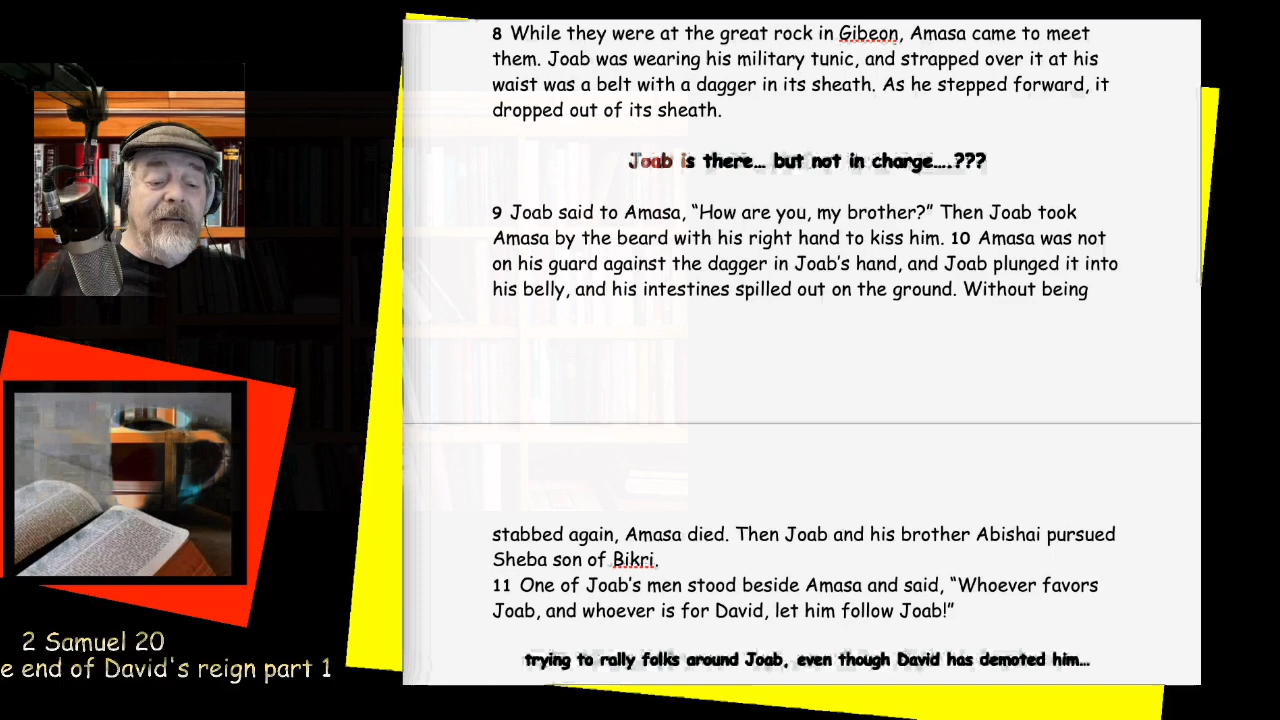 8 While they were at the great rock in Gibeon, Amasa came to meet
them. Joab was wearing his military tunic, and strapped over it at his
waist was a belt with a dagger in its sheath. As he stepped forward, it
dropped out of its sheath.
Joab is there… but not in charge….???
9 Joab said to Amasa, “How are you, my brother?” Then Joab took
Amasa by the beard with his right hand to kiss him. 10 Amasa was not
on his guard against the dagger in Joab’s hand, and Joab plunged it into
his belly, and his intestines spilled out on the ground. Without being
stabbed again, Amasa died. Then Joab and his brother Abishai pursued
Sheba son of Bikri.
11 One of Joab’s men stood beside Amasa and said, “Whoever favors
Joab, and whoever is for David, let him follow Joab!”
trying to rally folks around Joab, even though David has demoted him…
2 Samuel 20
e end of David's reign part 1